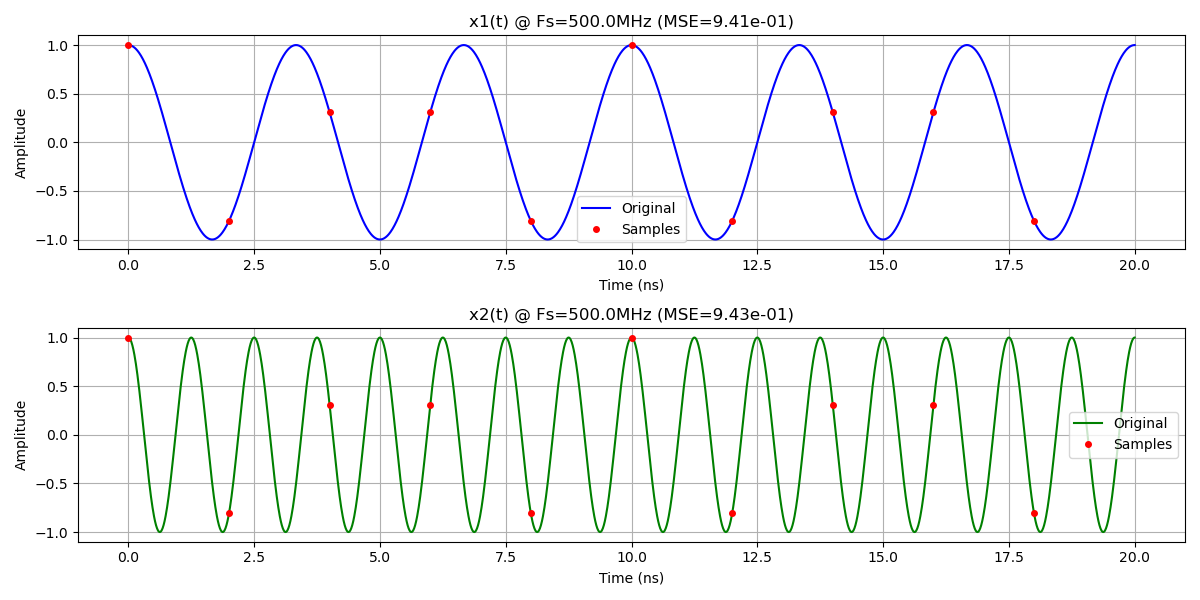 x1(t) @ Fs=500.0MHz (MSE=9.41e-01)
1.0
0.5
0.0
−0.5
−1.0
Amplitude
Original
Samples
0.0 2.5 5.0 7.5 10.0 12.5 15.0 17.5 20.0
Time (ns)
x2(t) @ Fs=500.0MHz (MSE=9.43e-01)
1.0
0.5
0.0
−0.5
−1.0
Amplitude
Original
Samples
0.0 2.5 5.0 7.5 10.0 12.5 15.0 17.5 20.0
Time (ns)